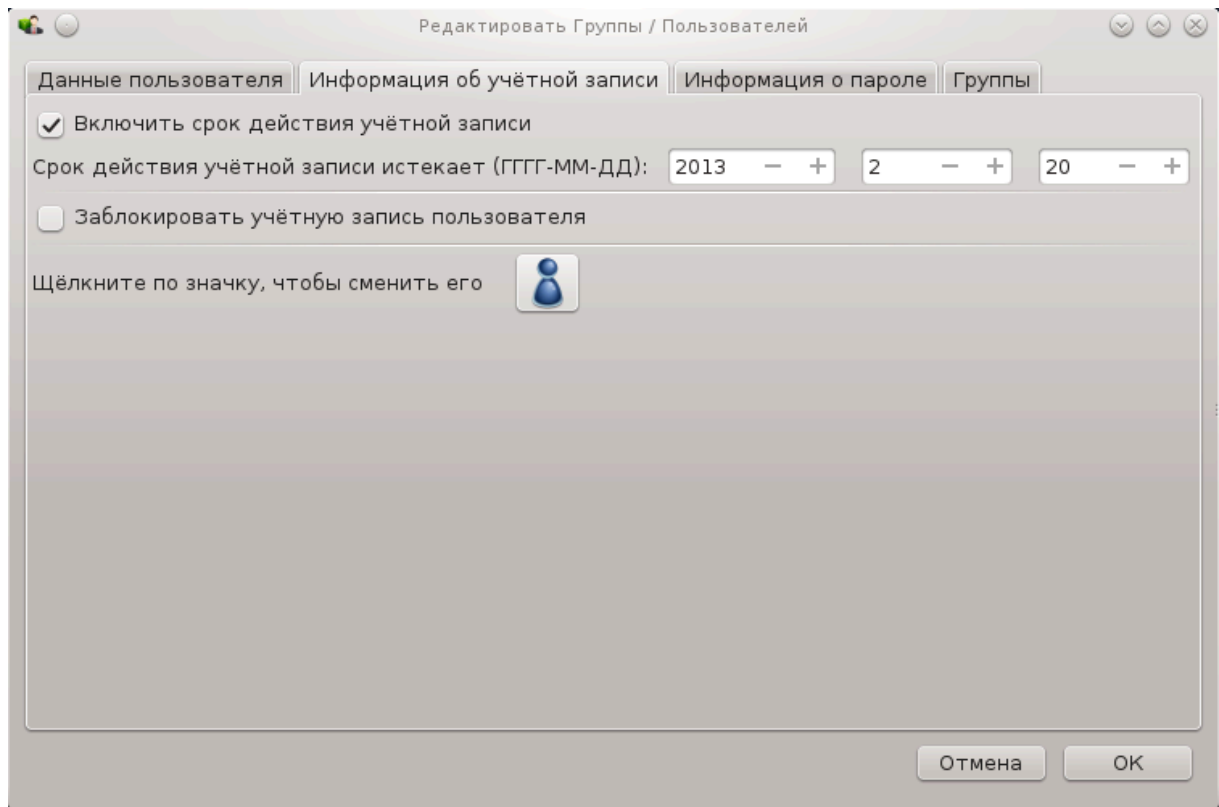 Редактировать Группы / Пользователей
Данные пользователя Информация об учётной записи Информация о пароле Группы
Включить срок действия учётной записи
Срок действия учётной записи истекает (ГГГГ-ММ-ДД): 2013 − + 2 − + 20 − +
Заблокировать учётную запись пользователя
Щёлкните по значку, чтобы сменить его
Отмена OK